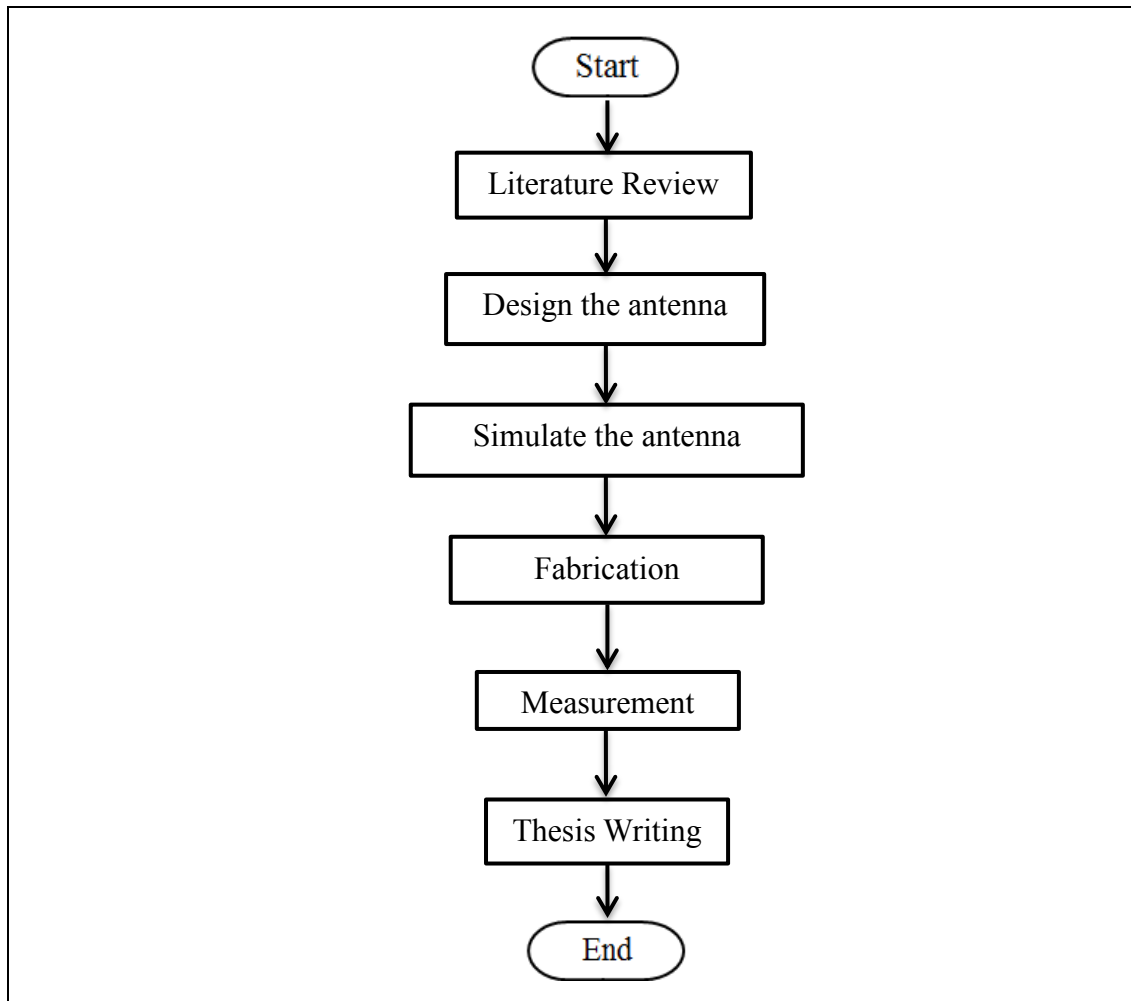 Start
Literature Review
Design the antenna
Simulate the antenna
Fabrication
Measurement
Thesis Writing
End